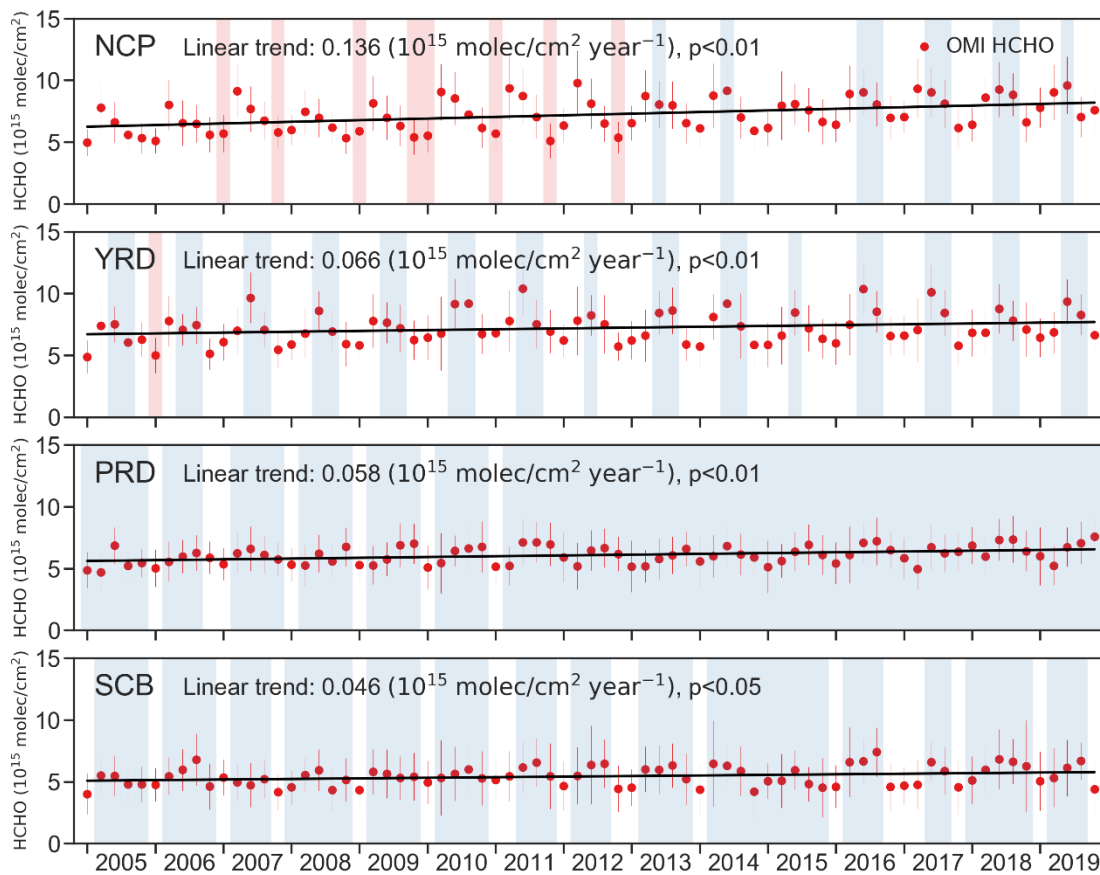 NCP Linear trend: 0.136 (10¹⁵ molec/cm² year⁻¹), p<0.01 OMI HCHO
HCHO (10¹⁵ molec/cm²)
15
10
5
0
YRD Linear trend: 0.066 (10¹⁵ molec/cm² year⁻¹), p<0.01
HCHO (10¹⁵ molec/cm²)
15
10
5
0
PRD Linear trend: 0.058 (10¹⁵ molec/cm² year⁻¹), p<0.01
HCHO (10¹⁵ molec/cm²)
15
10
5
0
SCB Linear trend: 0.046 (10¹⁵ molec/cm² year⁻¹), p<0.05
HCHO (10¹⁵ molec/cm²)
15
10
5
0
2005 2006 2007 2008 2009 2010 2011 2012 2013 2014 2015 2016 2017 2018 2019